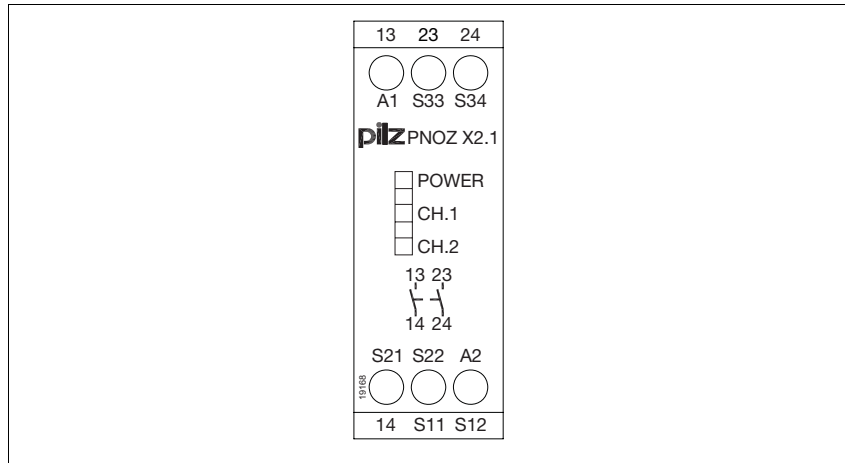 13 23 24
A1 S33 S34
pilz PNOZ X2.1
POWER
CH.1
CH.2
13 23
14 24
S21 S22 A2
19168
14 S11 S12